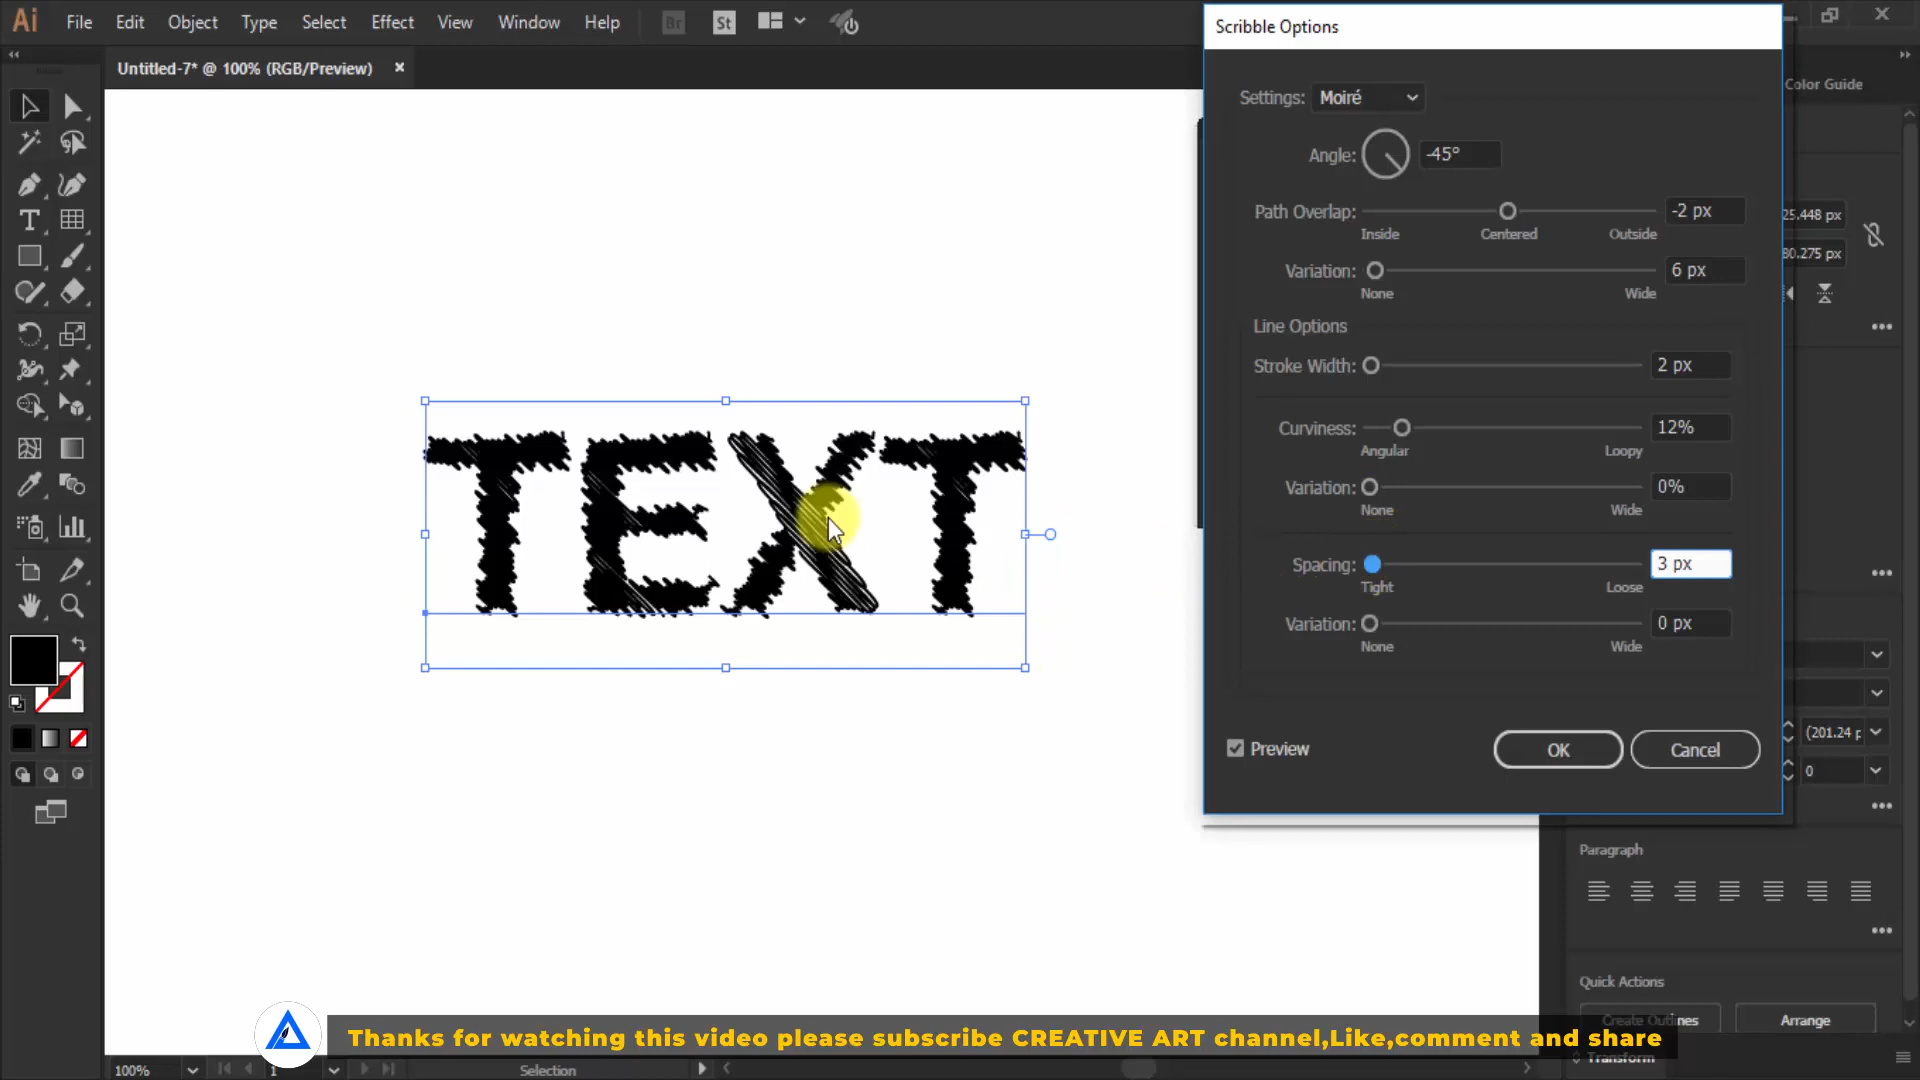 Ai File Edit Object Type Select Effect View Window Help Br St
Scribble Options
Untitled-7* @ 100% (RGB/Preview) ×
Color Guide
Settings: Moiré
Angle: -45°
Path Overlap: -2 px
Inside Centered Outside
Variation: 6 px
None Wide
Line Options
Stroke Width: 2 px
Curviness: 12%
Angular Loopy
Variation: 0%
None Wide
Spacing: 3 px
Tight Loose
Variation: 0 px
None Wide
Preview OK Cancel
25.448 px
80.275 px
TEXT
(201.24 p
0
Paragraph
Quick Actions
Create Outlines Arrange
Thanks for watching this video please subscribe CREATIVE ART channel,Like,comment and share
Transform
100% 1 Selection